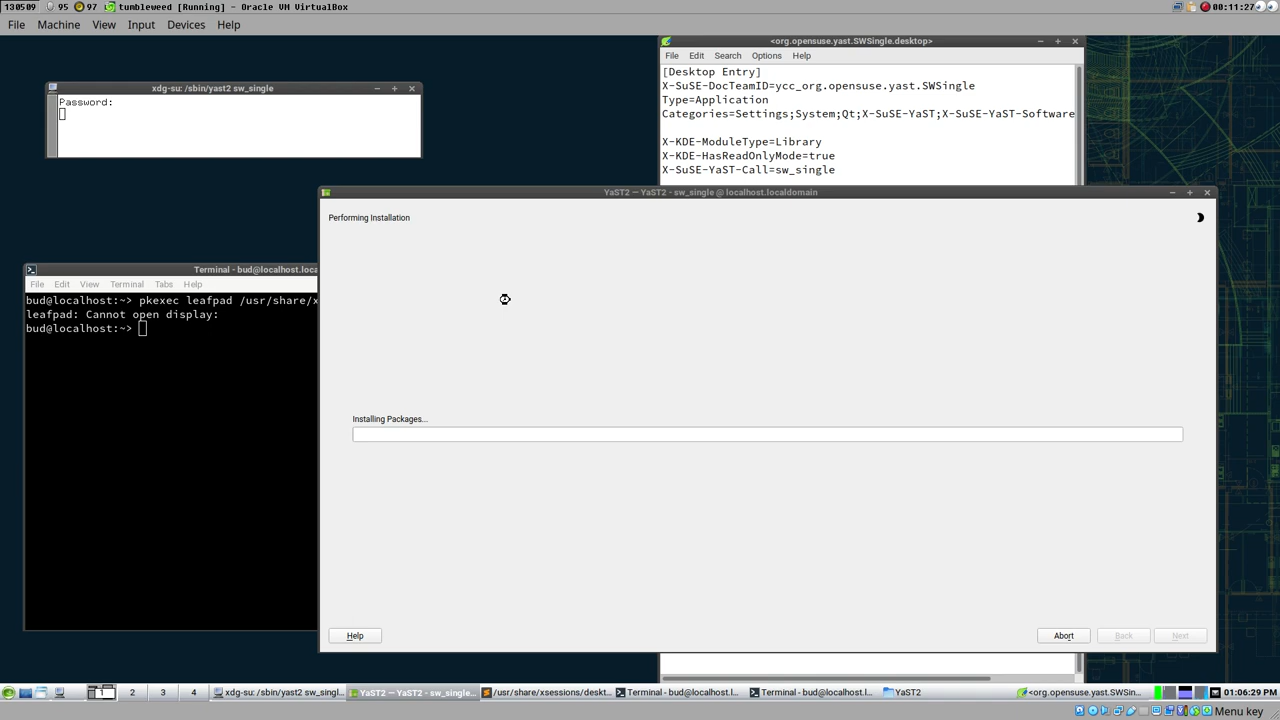 130509 95 97 tumbleweed [Running] - Oracle VM VirtualBox 00:11:27
File Machine View Input Devices Help
<org.opensuse.yast.SWSingle.desktop>
File Edit Search Options Help
[Desktop Entry]
X-SuSE-DocTeamID=ycc_org.opensuse.yast.SWSingle
Type=Application
Categories=Settings;System;Qt;X-SuSE-YaST;X-SuSE-YaST-Software
X-KDE-ModuleType=Library
X-KDE-HasReadOnlyMode=true
X-SuSE-YaST-Call=sw_single
xdg-su: /sbin/yast2 sw_single
Password:
YaST2 — YaST2 - sw_single @ localhost.localdomain
Performing Installation
Installing Packages...
Help Abort Back Next
Terminal - bud@localhost.loca
File Edit View Terminal Tabs Help
bud@localhost:~> pkexec leafpad /usr/share/x
leafpad: Cannot open display:
bud@localhost:~>
1 2 3 4 xdg-su: /sbin/yast2 sw_singl... YaST2 — YaST2 - sw_single... /usr/share/xsessions/deskt... Terminal - bud@localhost.l... Terminal - bud@localhost.l... YaST2 <org.opensuse.yast.SWSin... 01:06:29 PM
Menu key